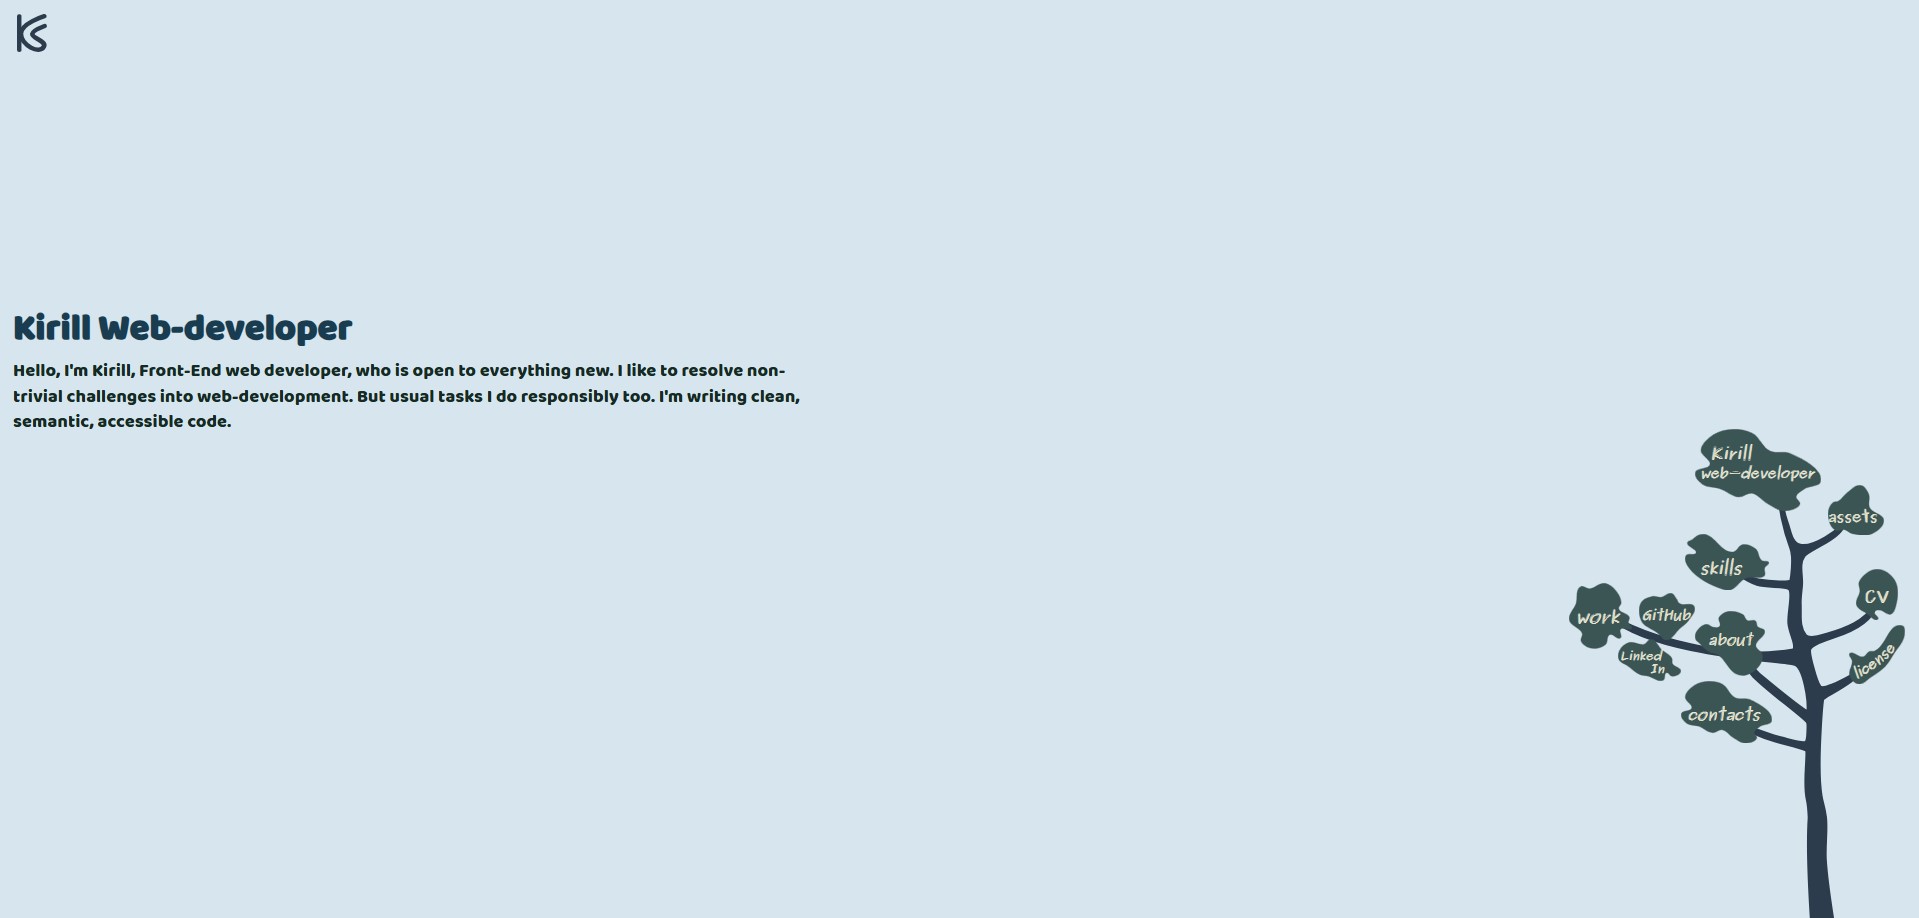 KS
Kirill Web-developer
Hello, I'm Kirill, Front-End web developer, who is open to everything new. I like to resolve non-
trivial challenges into web-development. But usual tasks I do responsibly too. I'm writing clean,
semantic, accessible code.
Kirill
web-developer
assets
skills
CV
work
GitHub
about
Linked
In
license
contacts